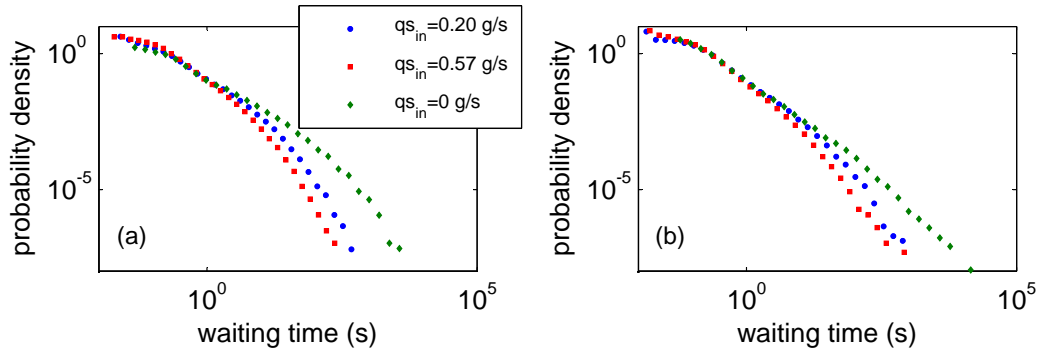 qs_in=0.20 g/s
qs_in=0.57 g/s
qs_in=0 g/s
probability density
10^0
10^-5
(a)
10^0
10^5
waiting time (s)
probability density
10^0
10^-5
(b)
10^0
10^5
waiting time (s)